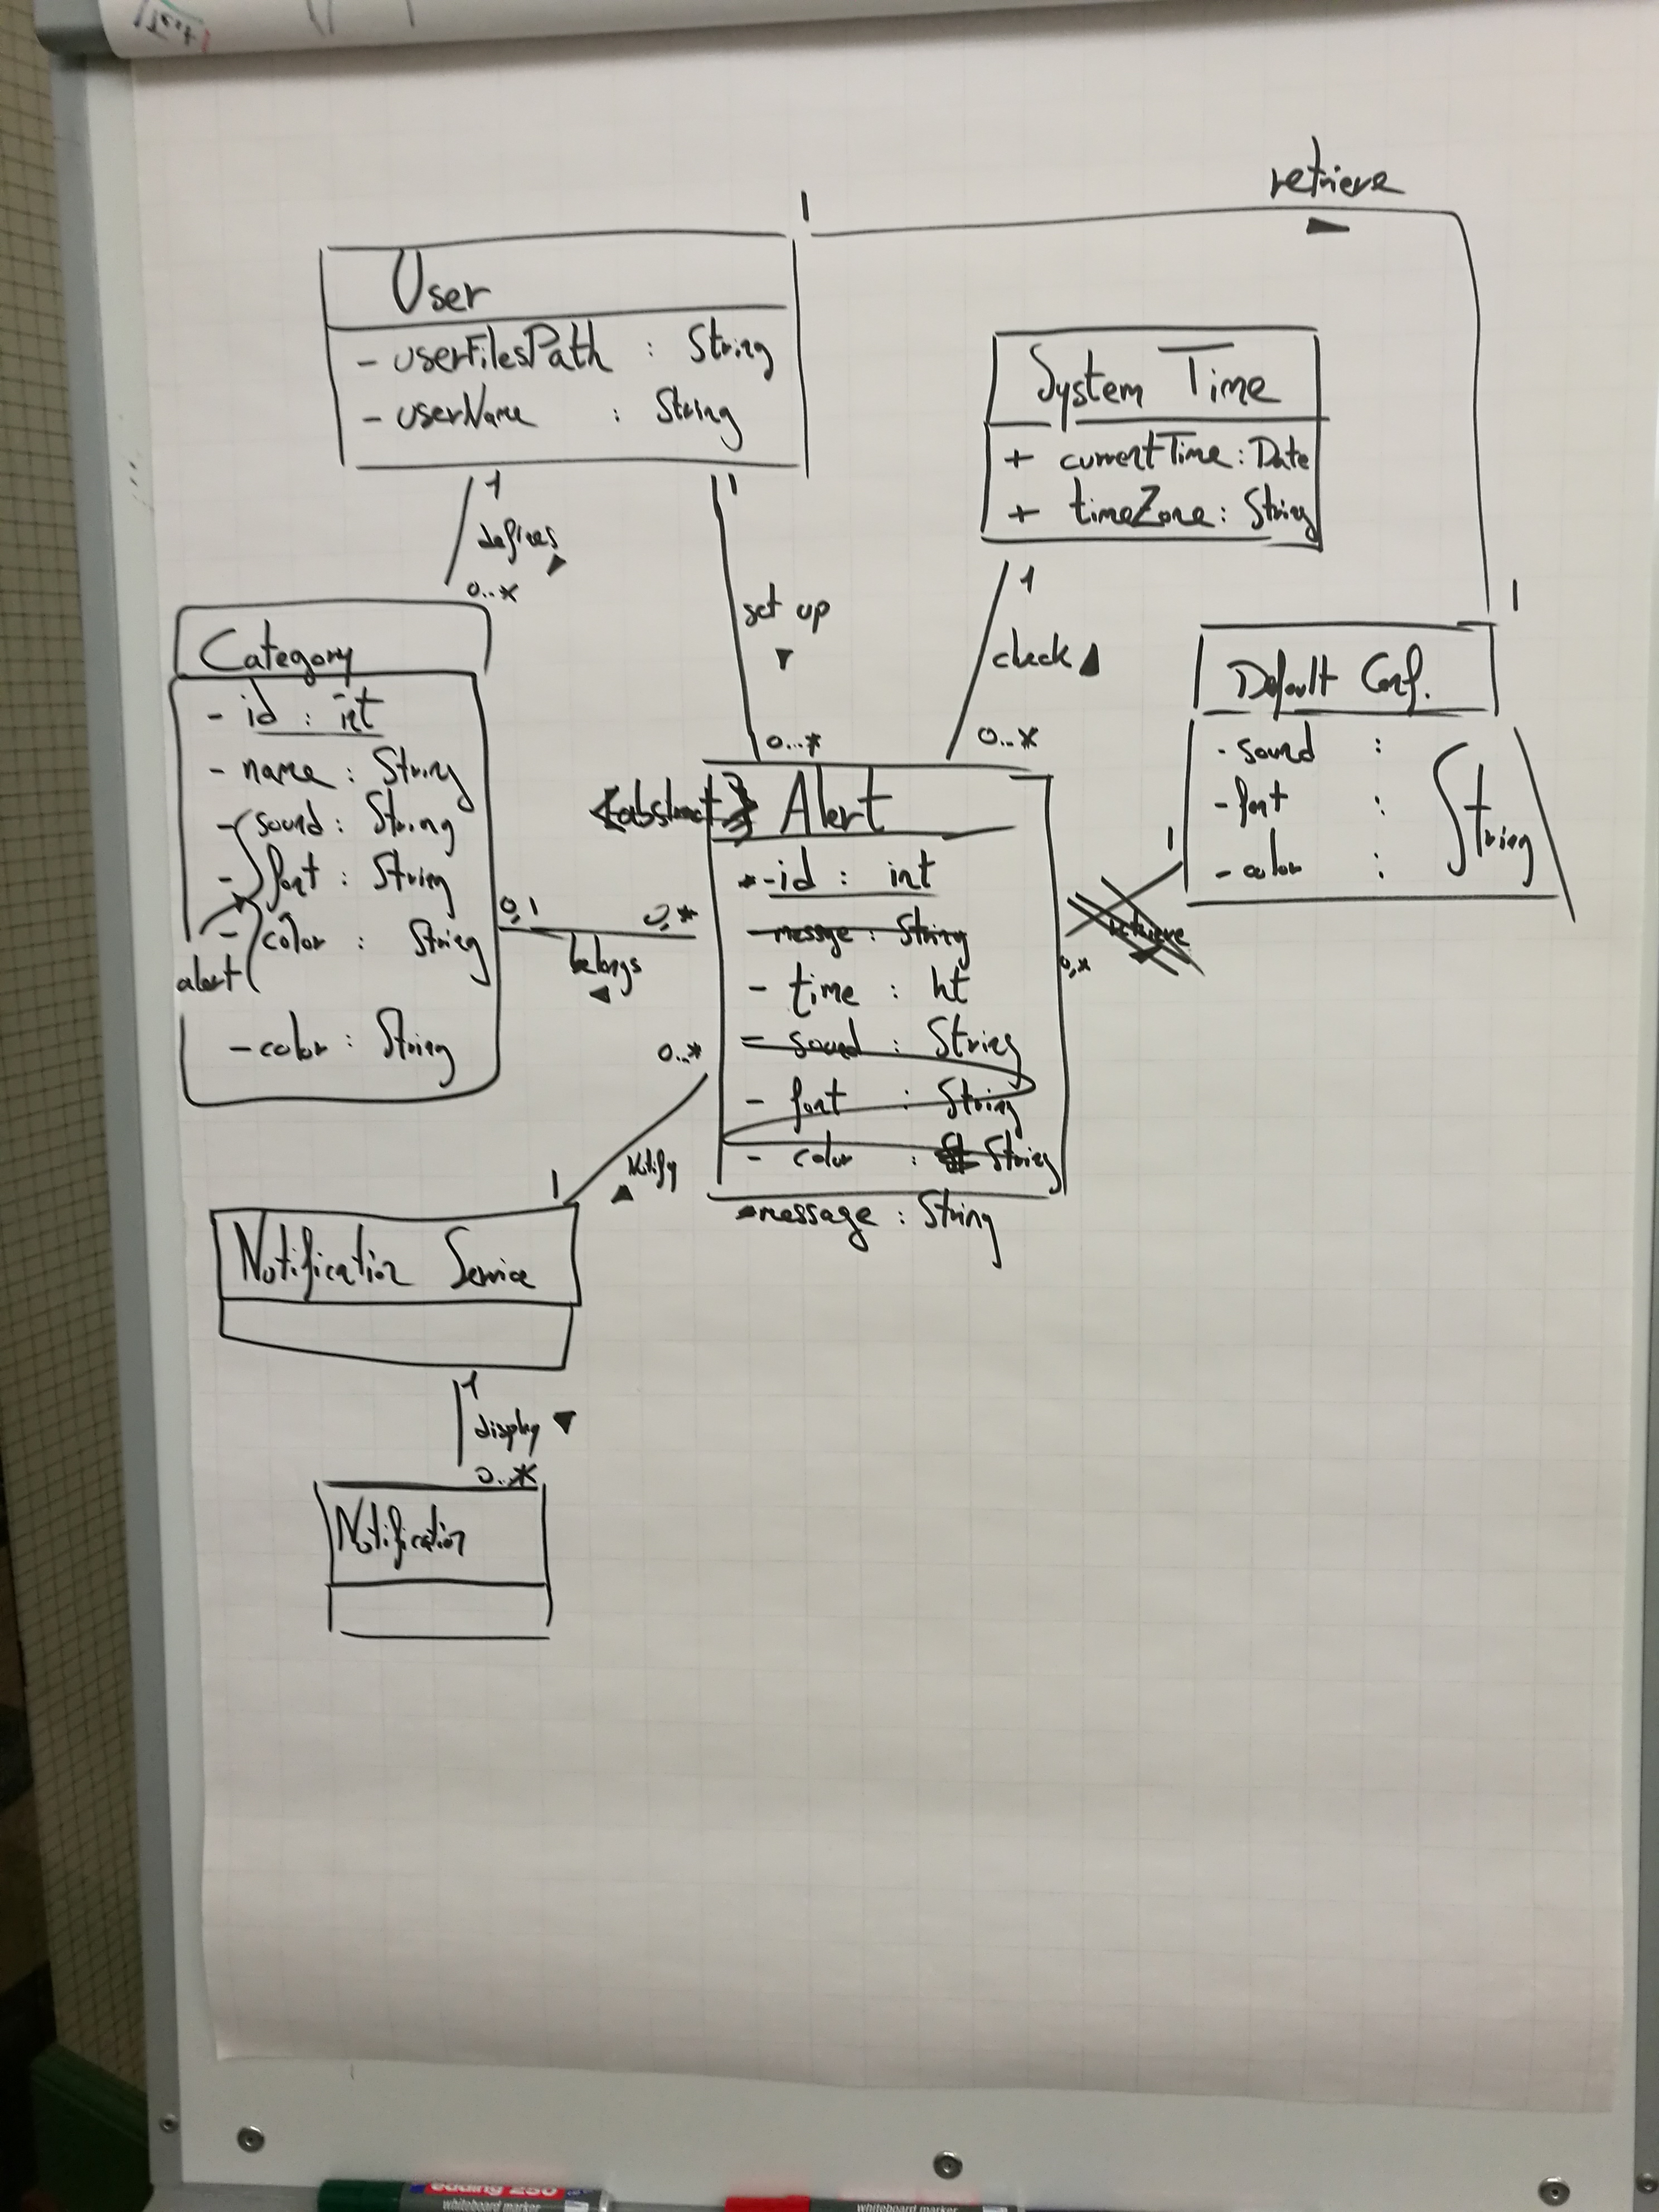 retrieve
1
User
- userFilesPath : String
- userName : String
System Time
+ currentTime : Date
+ timeZone : String
1
defines
0..*
1
set up
0...*
1
check
0..*
1
Category
- id : int
- name : String
- sound : String
- font : String
- color : String
alert
- color : String
Default Conf.
- sound :
- font :
- color :
String
{abstract}
Alert
- id : int
- message : String
- time : int
- sound : String
- font : String
- color : String
message : String
0,1
0,*
belongs
1
retrieve
0,*
0..*
Notify
1
Notification Service
1
display
0..*
Notification
edding 250
whiteboard marker
whiteboard marker